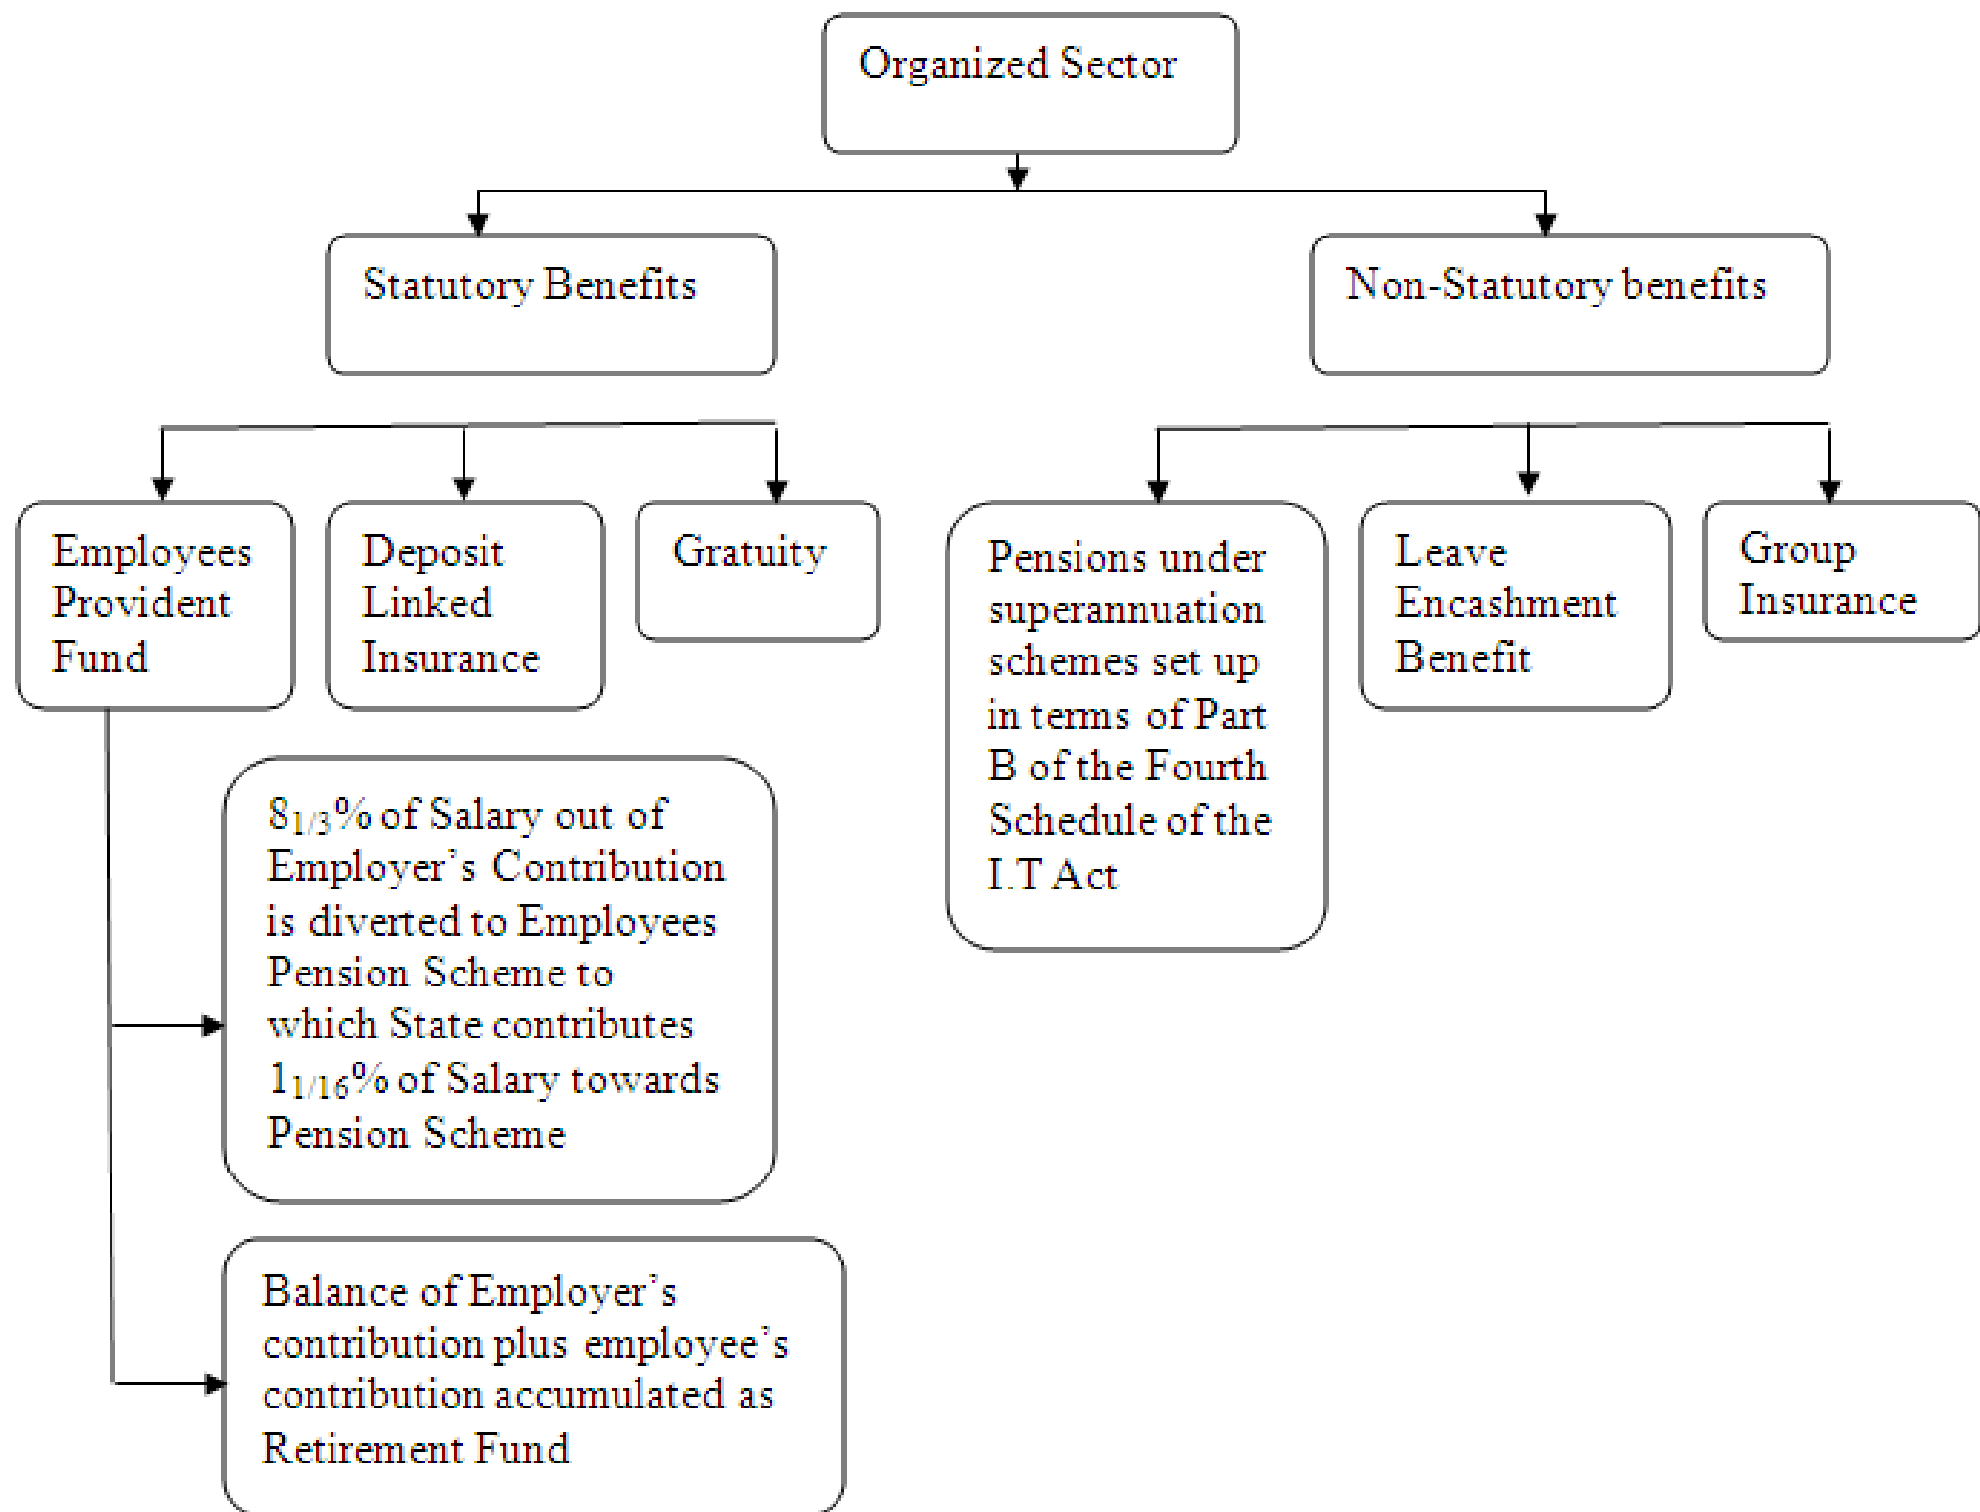 Organized Sector
Statutory Benefits
Non-Statutory benefits
Employees
Provident
Fund
Deposit
Linked
Insurance
Gratuity
Pensions under
superannuation
schemes set up
in terms of Part
B of the Fourth
Schedule of the
I.T Act
Leave
Encashment
Benefit
Group
Insurance
81/3% of Salary out of
Employer’s Contribution
is diverted to Employees
Pension Scheme to
which State contributes
11/16% of Salary towards
Pension Scheme
Balance of Employer’s
contribution plus employee’s
contribution accumulated as
Retirement Fund